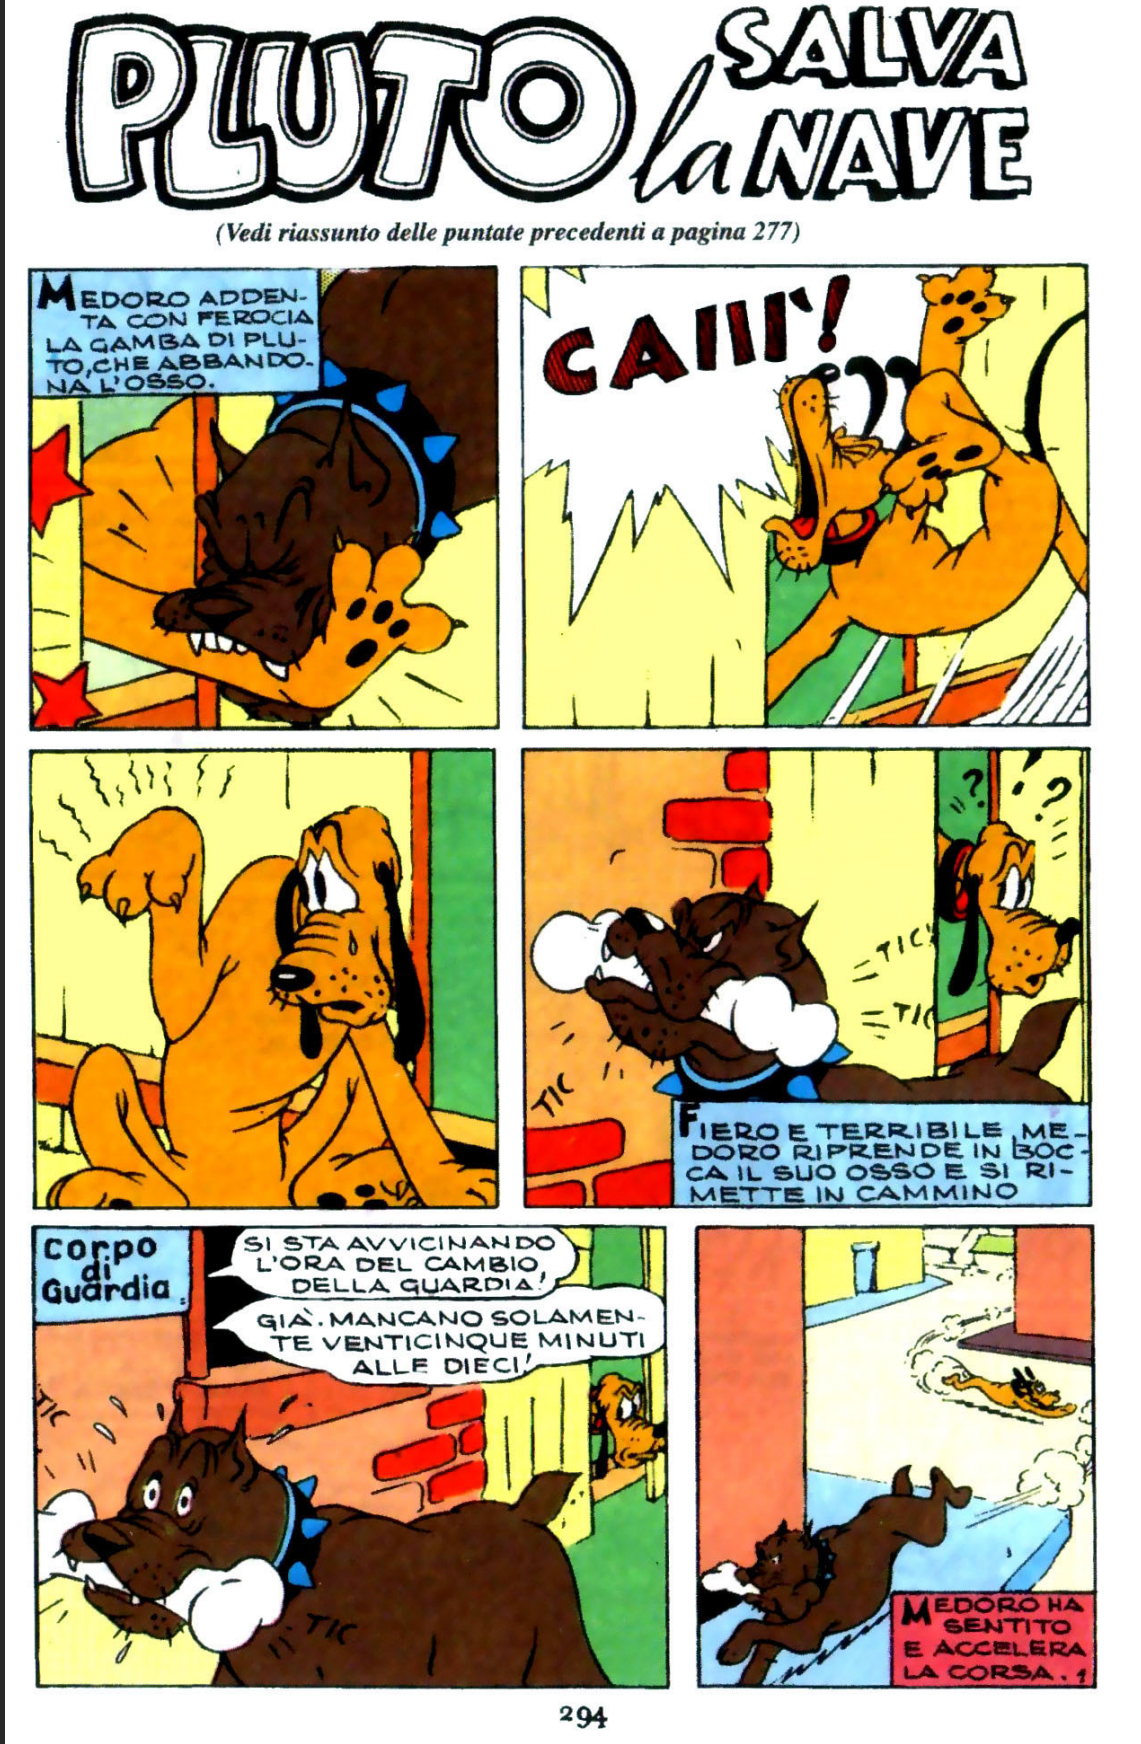 PLUTO la SALVA
NAVE
(Vedi riassunto delle puntate precedenti a pagina 277)
MEDORO ADDEN-
TA CON FEROCIA
LA GAMBA DI PLU-
TO, CHE ABBANDO-
NA L'OSSO.
CAIII'!
? ! ?
TIC!
TIC
TIC
FIERO E TERRIBILE ME-
DORO RIPRENDE IN BOC-
CA IL SUO OSSO E SI RI-
METTE IN CAMMINO
Corpo
di
Guardia.
SI STA AVVICINANDO
L'ORA DEL CAMBIO
DELLA GUARDIA!
GIÀ. MANCANO SOLAMEN-
TE VENTICINQUE MINUTI
ALLE DIECI!
TIC
TIC
MEDORO HA
SENTITO
E ACCELERA
LA CORSA. 1
294